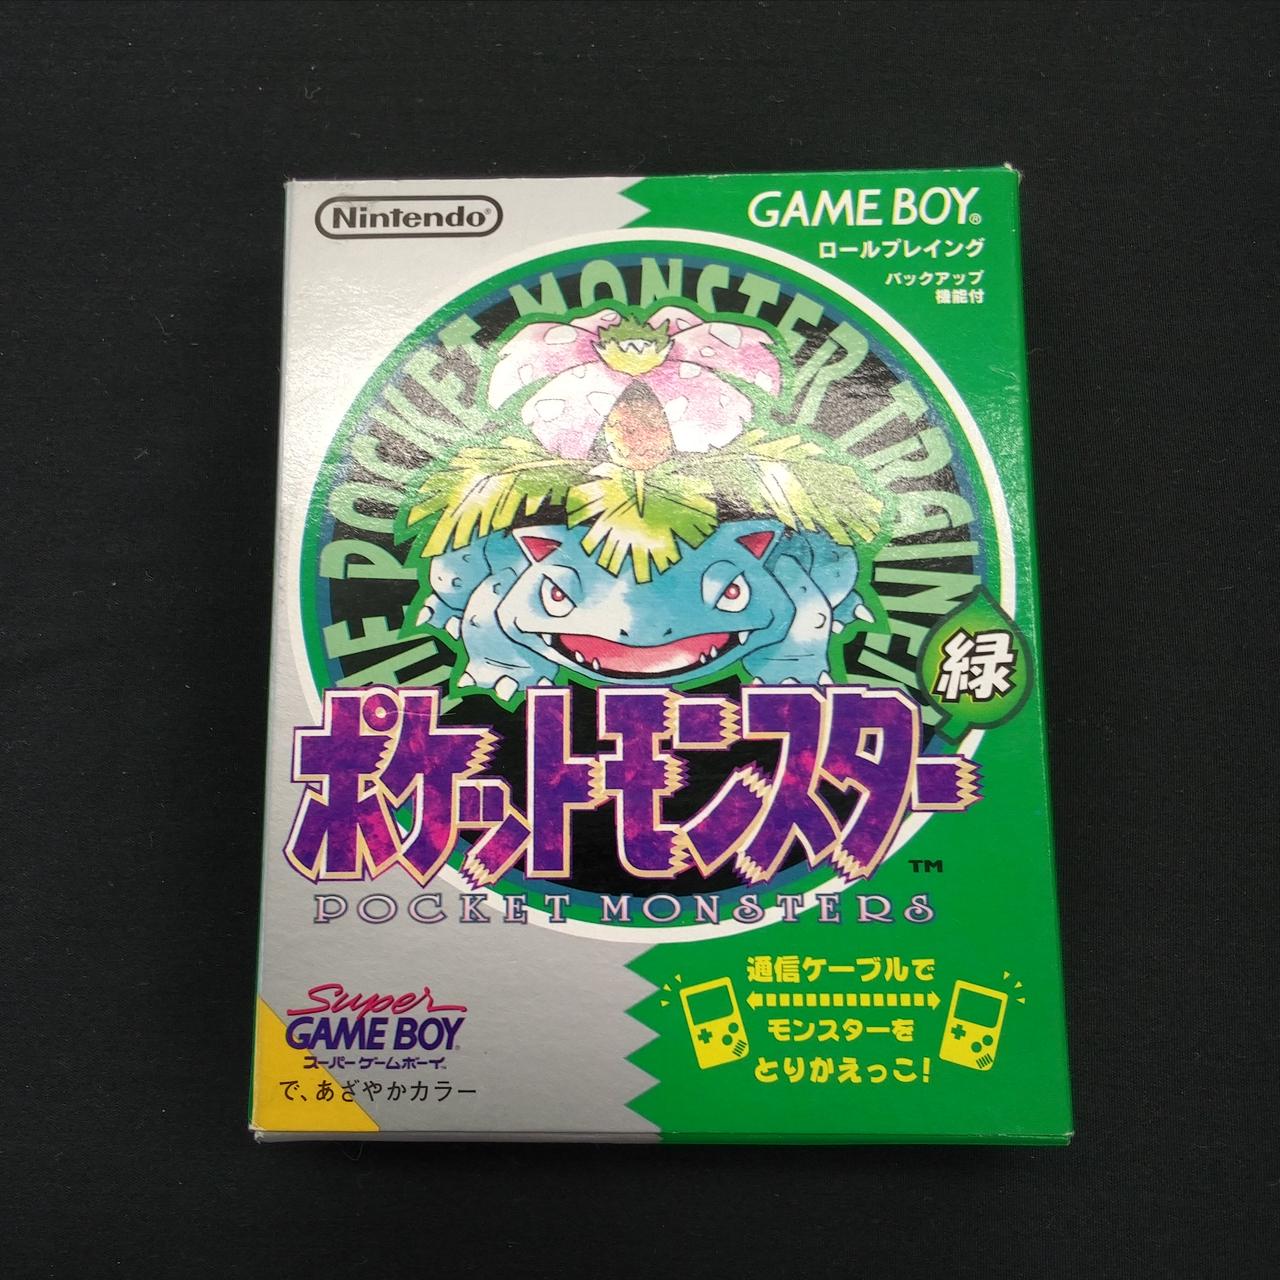 Nintendo®
GAME BOY®
ロールプレイング
バックアップ
機能付
THE POCKET MONSTER TRAINER
緑
ポケットモンスター
TM
POCKET MONSTERS
通信ケーブルで
モンスターを
とりかえっこ!
Super
GAME BOY
スーパーゲームボーイ
で、あざやかカラー